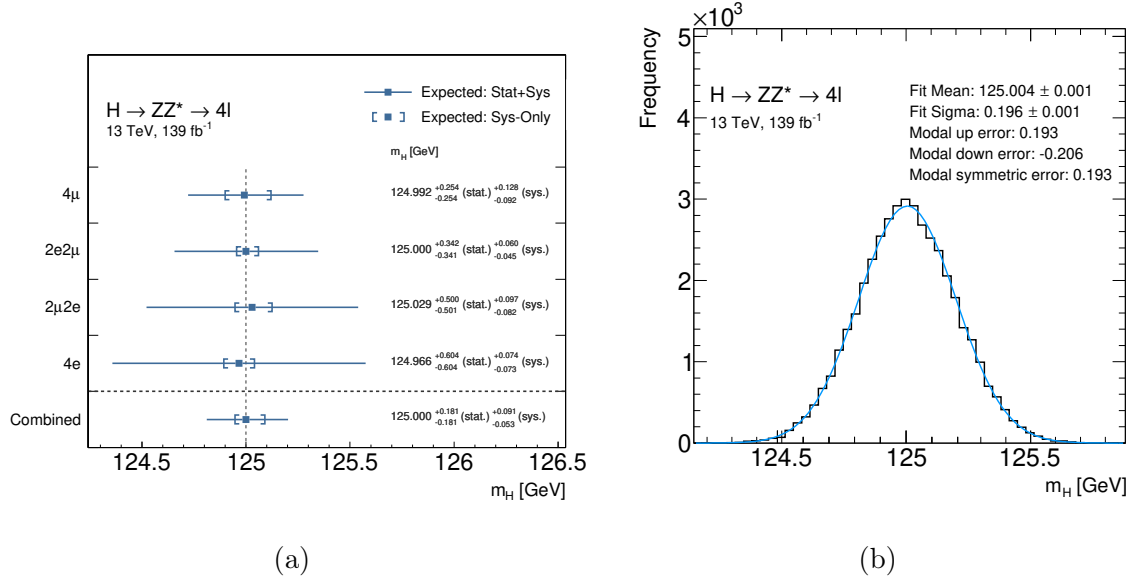 H → ZZ* → 4l
13 TeV, 139 fb⁻¹
Expected: Stat+Sys
Expected: Sys-Only
m_H [GeV]
4μ 124.992 +0.254 -0.254 (stat.) +0.128 -0.092 (sys.)
2e2μ 125.000 +0.342 -0.341 (stat.) +0.060 -0.045 (sys.)
2μ2e 125.029 +0.500 -0.501 (stat.) +0.097 -0.082 (sys.)
4e 124.966 +0.604 -0.604 (stat.) +0.074 -0.073 (sys.)
Combined 125.000 +0.181 -0.181 (stat.) +0.091 -0.053 (sys.)
124.5 125 125.5 126 126.5
m_H [GeV]
(a)
×10³
Frequency
5
4
3
2
1
0
H → ZZ* → 4l
13 TeV, 139 fb⁻¹
Fit Mean: 125.004 ± 0.001
Fit Sigma: 0.196 ± 0.001
Modal up error: 0.193
Modal down error: -0.206
Modal symmetric error: 0.193
124.5 125 125.5
m_H [GeV]
(b)